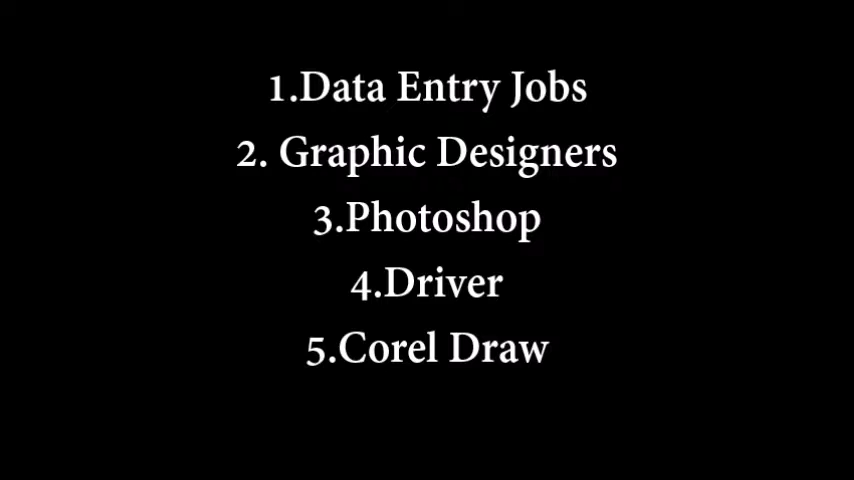 1.Data Entry Jobs
2. Graphic Designers
3.Photoshop
4.Driver
5.Corel Draw